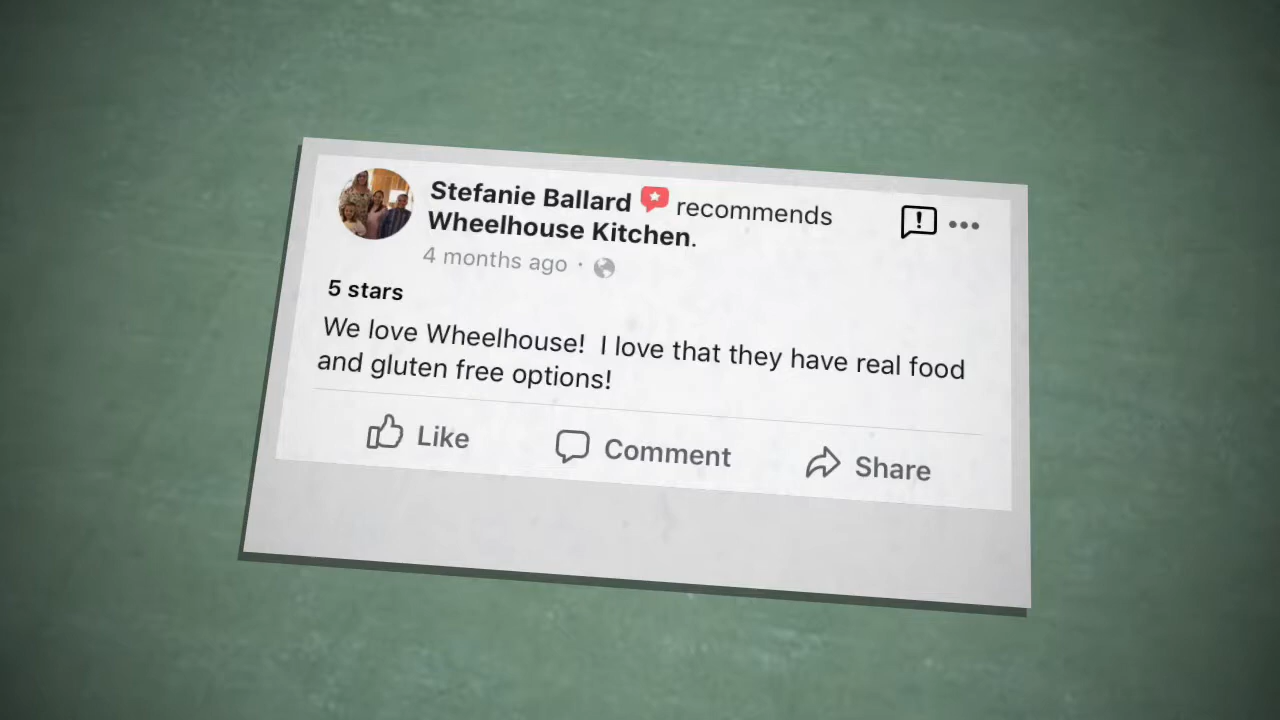 Stefanie Ballard recommends
Wheelhouse Kitchen.
4 months ago ·
5 stars
We love Wheelhouse!  I love that they have real food
and gluten free options!
Like Comment Share